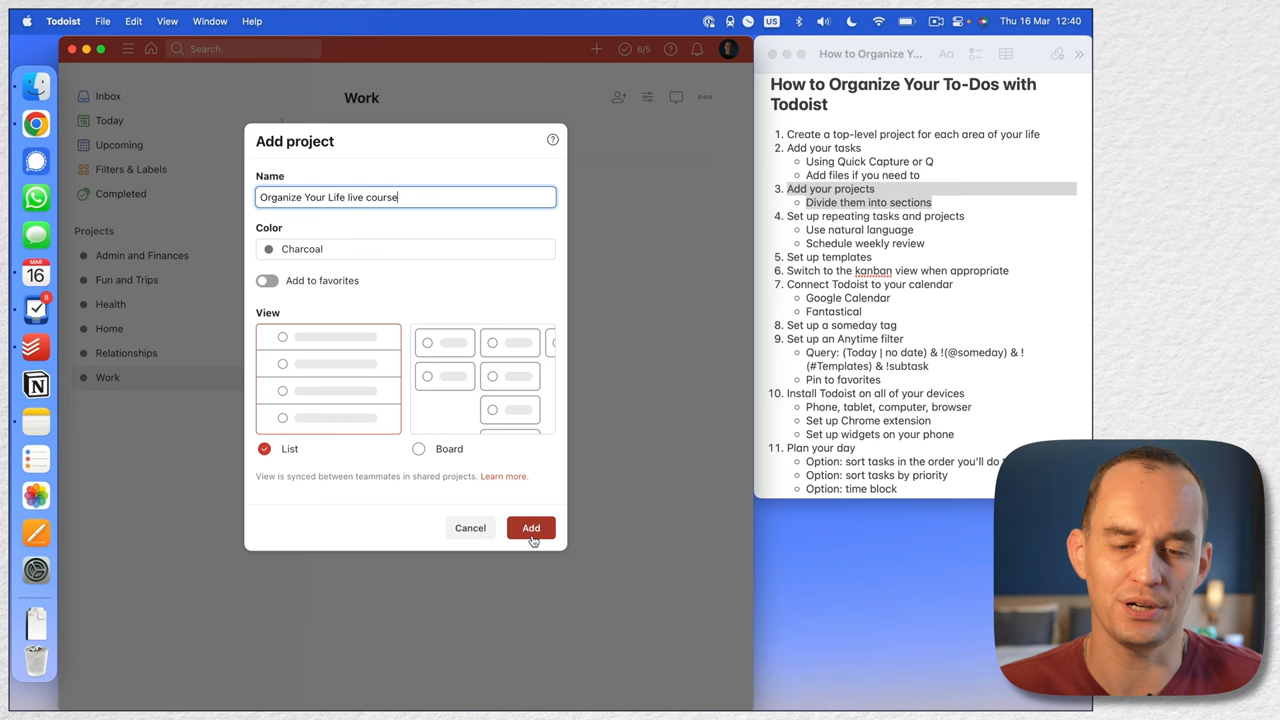 Todoist File Edit View Window Help
US
Thu 16 Mar 12:40
Search
6/5
Inbox
Today
Upcoming
Filters & Labels
Completed
Projects
Admin and Finances
Fun and Trips
Health
Home
Relationships
Work
MAR
16
8
Work
Add project
Name
Organize Your Life live course
Color
Charcoal
Add to favorites
View
List
Board
View is synced between teammates in shared projects. Learn more.
Cancel
Add
How to Organize Y...
Aa
How to Organize Your To-Dos with
Todoist
1. Create a top-level project for each area of your life
2. Add your tasks
Using Quick Capture or Q
Add files if you need to
3. Add your projects
Divide them into sections
4. Set up repeating tasks and projects
Use natural language
Schedule weekly review
5. Set up templates
6. Switch to the kanban view when appropriate
7. Connect Todoist to your calendar
Google Calendar
Fantastical
8. Set up a someday tag
9. Set up an Anytime filter
Query: (Today | no date) & !(@someday) & !
(#Templates) & !subtask
Pin to favorites
10. Install Todoist on all of your devices
Phone, tablet, computer, browser
Set up Chrome extension
Set up widgets on your phone
11. Plan your day
Option: sort tasks in the order you'll do
Option: sort tasks by priority
Option: time block